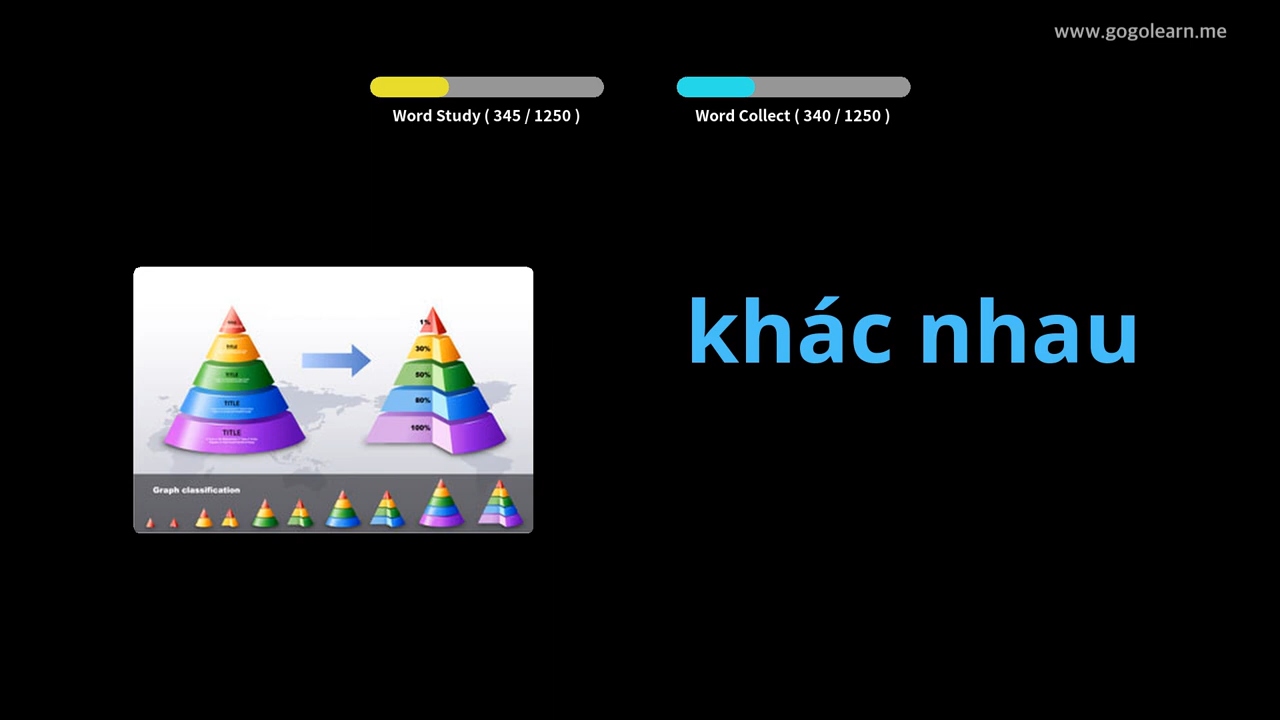 www.gogolearn.me
Word Study ( 345 / 1250 )
Word Collect ( 340 / 1250 )
khác nhau
1%
TITLE
30%
TITLE
50%
TITLE
80%
TITLE
100%
Graph classification